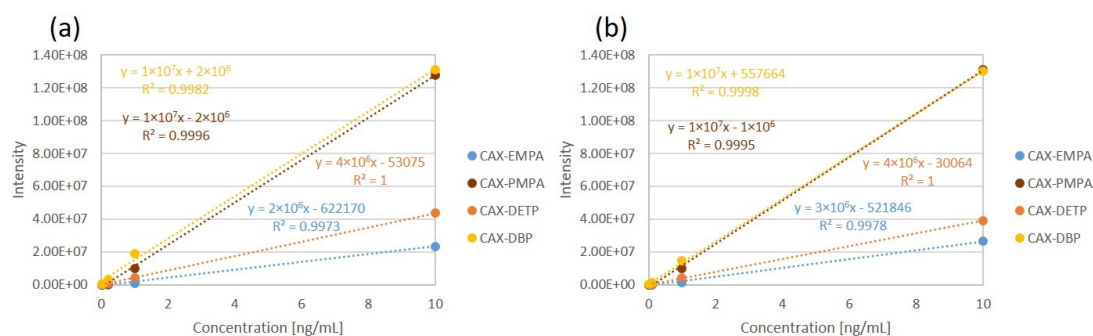 (a)
1.40E+08
1.20E+08
1.00E+08
8.00E+07
6.00E+07
4.00E+07
2.00E+07
0.00E+00
Intensity
y = 1×10⁷x + 2×10⁶
R² = 0.9982
y = 1×10⁷x - 2×10⁶
R² = 0.9996
y = 4×10⁶x - 53075
R² = 1
y = 2×10⁶x - 622170
R² = 0.9973
0 2 4 6 8 10
Concentration [ng/mL]
CAX-EMPA
CAX-PMPA
CAX-DETP
CAX-DBP
(b)
1.40E+08
1.20E+08
1.00E+08
8.00E+07
6.00E+07
4.00E+07
2.00E+07
0.00E+00
Intensity
y = 1×10⁷x + 557664
R² = 0.9998
y = 1×10⁷x - 1×10⁶
R² = 0.9995
y = 4×10⁶x - 30064
R² = 1
y = 3×10⁶x - 521846
R² = 0.9978
0 2 4 6 8 10
Concentration [ng/mL]
CAX-EMPA
CAX-PMPA
CAX-DETP
CAX-DBP